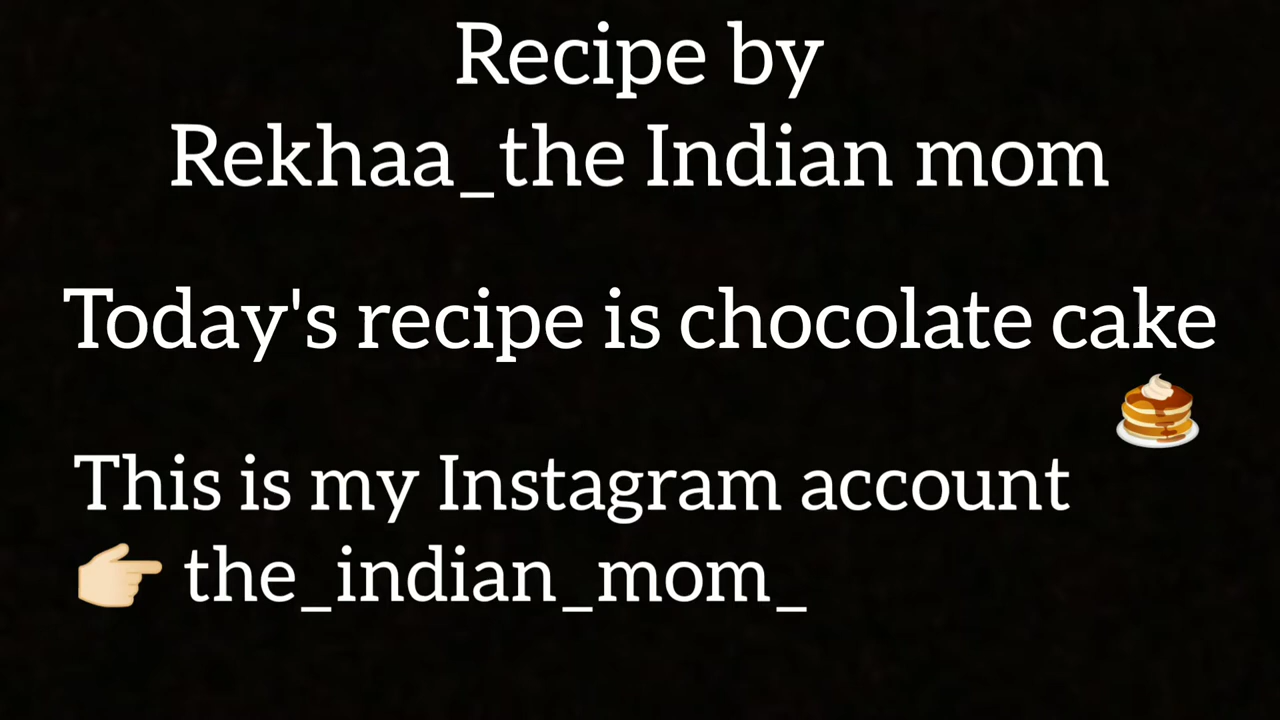 Recipe by
Rekhaa_the Indian mom
Today's recipe is chocolate cake
🥞
This is my Instagram account
👉🏼 the_indian_mom_